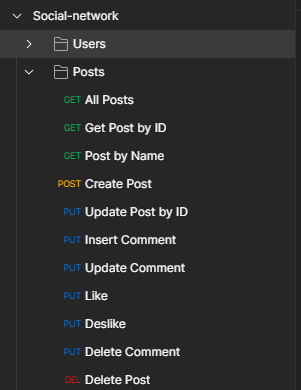 Social-network
Users
Posts
GET All Posts
GET Get Post by ID
GET Post by Name
POST Create Post
PUT Update Post by ID
PUT Insert Comment
PUT Update Comment
PUT Like
PUT Deslike
PUT Delete Comment
DEL Delete Post